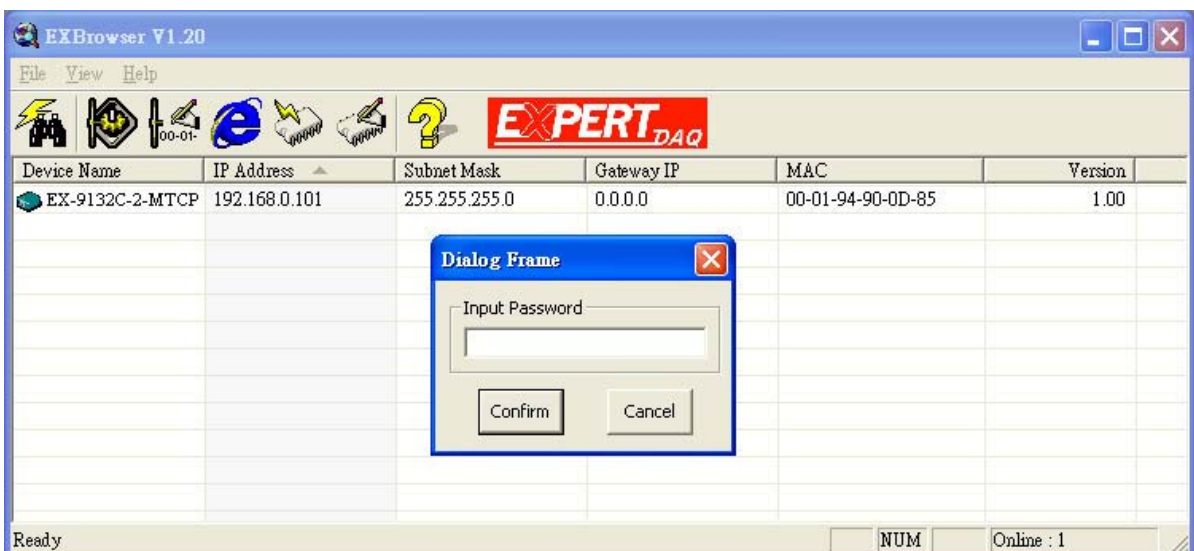 EXBrowser V1.20
File View Help
00-01-
EXPERT DAQ
Device Name IP Address Subnet Mask Gateway IP MAC Version
EX-9132C-2-MTCP 192.168.0.101 255.255.255.0 0.0.0.0 00-01-94-90-0D-85 1.00
Dialog Frame
Input Password
Confirm Cancel
Ready NUM Online : 1